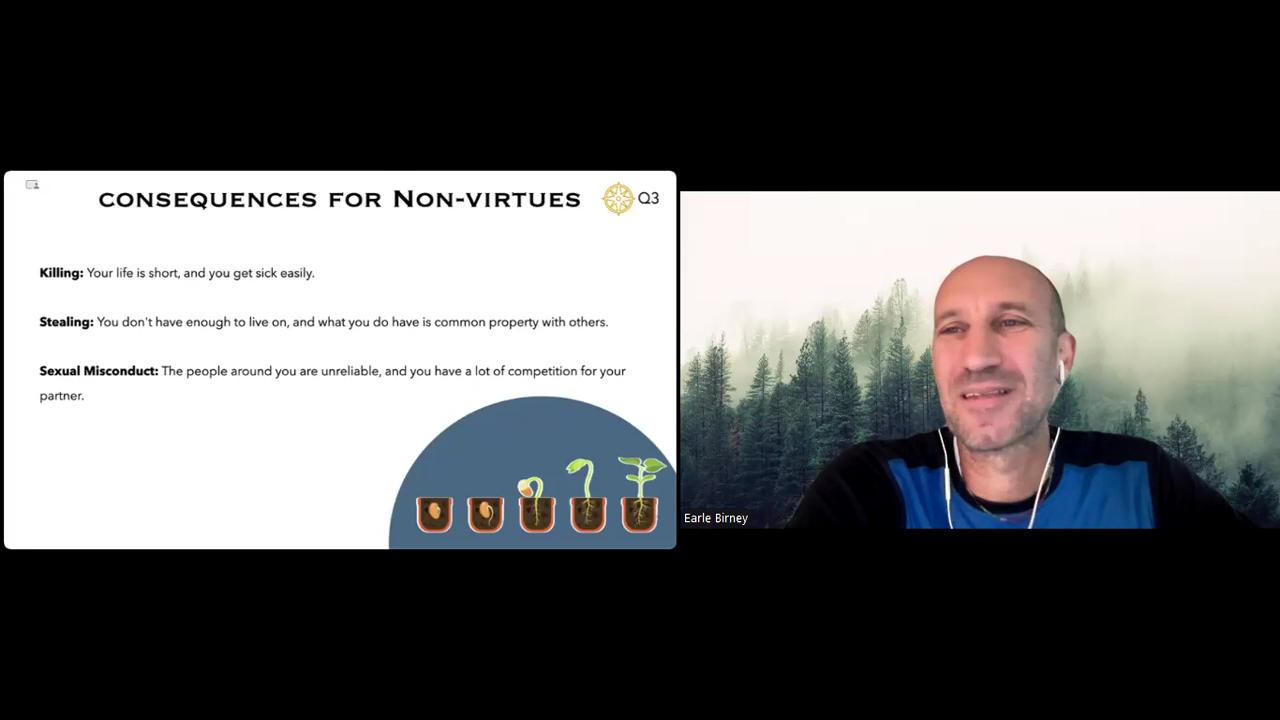 CONSEQUENCES FOR NON-VIRTUES
Q3
Killing: Your life is short, and you get sick easily.
Stealing: You don't have enough to live on, and what you do have is common property with others.
Sexual Misconduct: The people around you are unreliable, and you have a lot of competition for your
partner.
Earle Birney